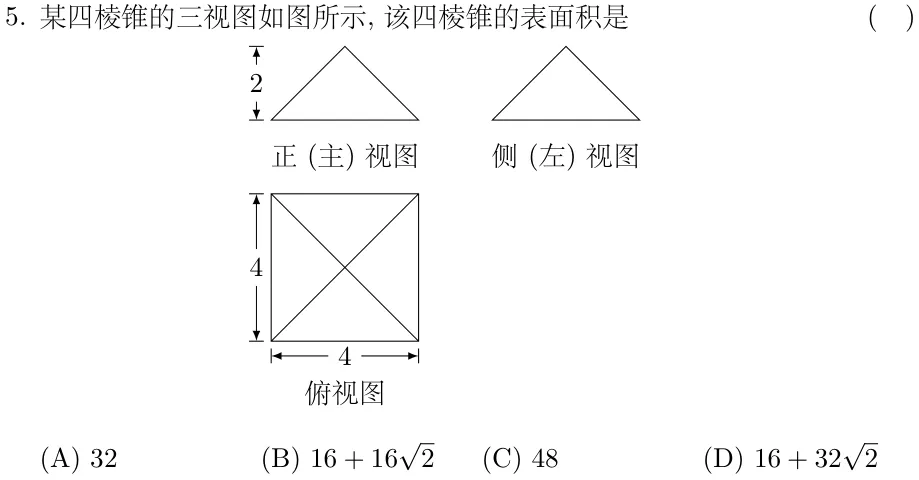 5. 某四棱锥的三视图如图所示, 该四棱锥的表面积是 ( )
2
正 (主) 视图 侧 (左) 视图
4
4
俯视图
(A) 32 (B) 16 + 16√2 (C) 48 (D) 16 + 32√2